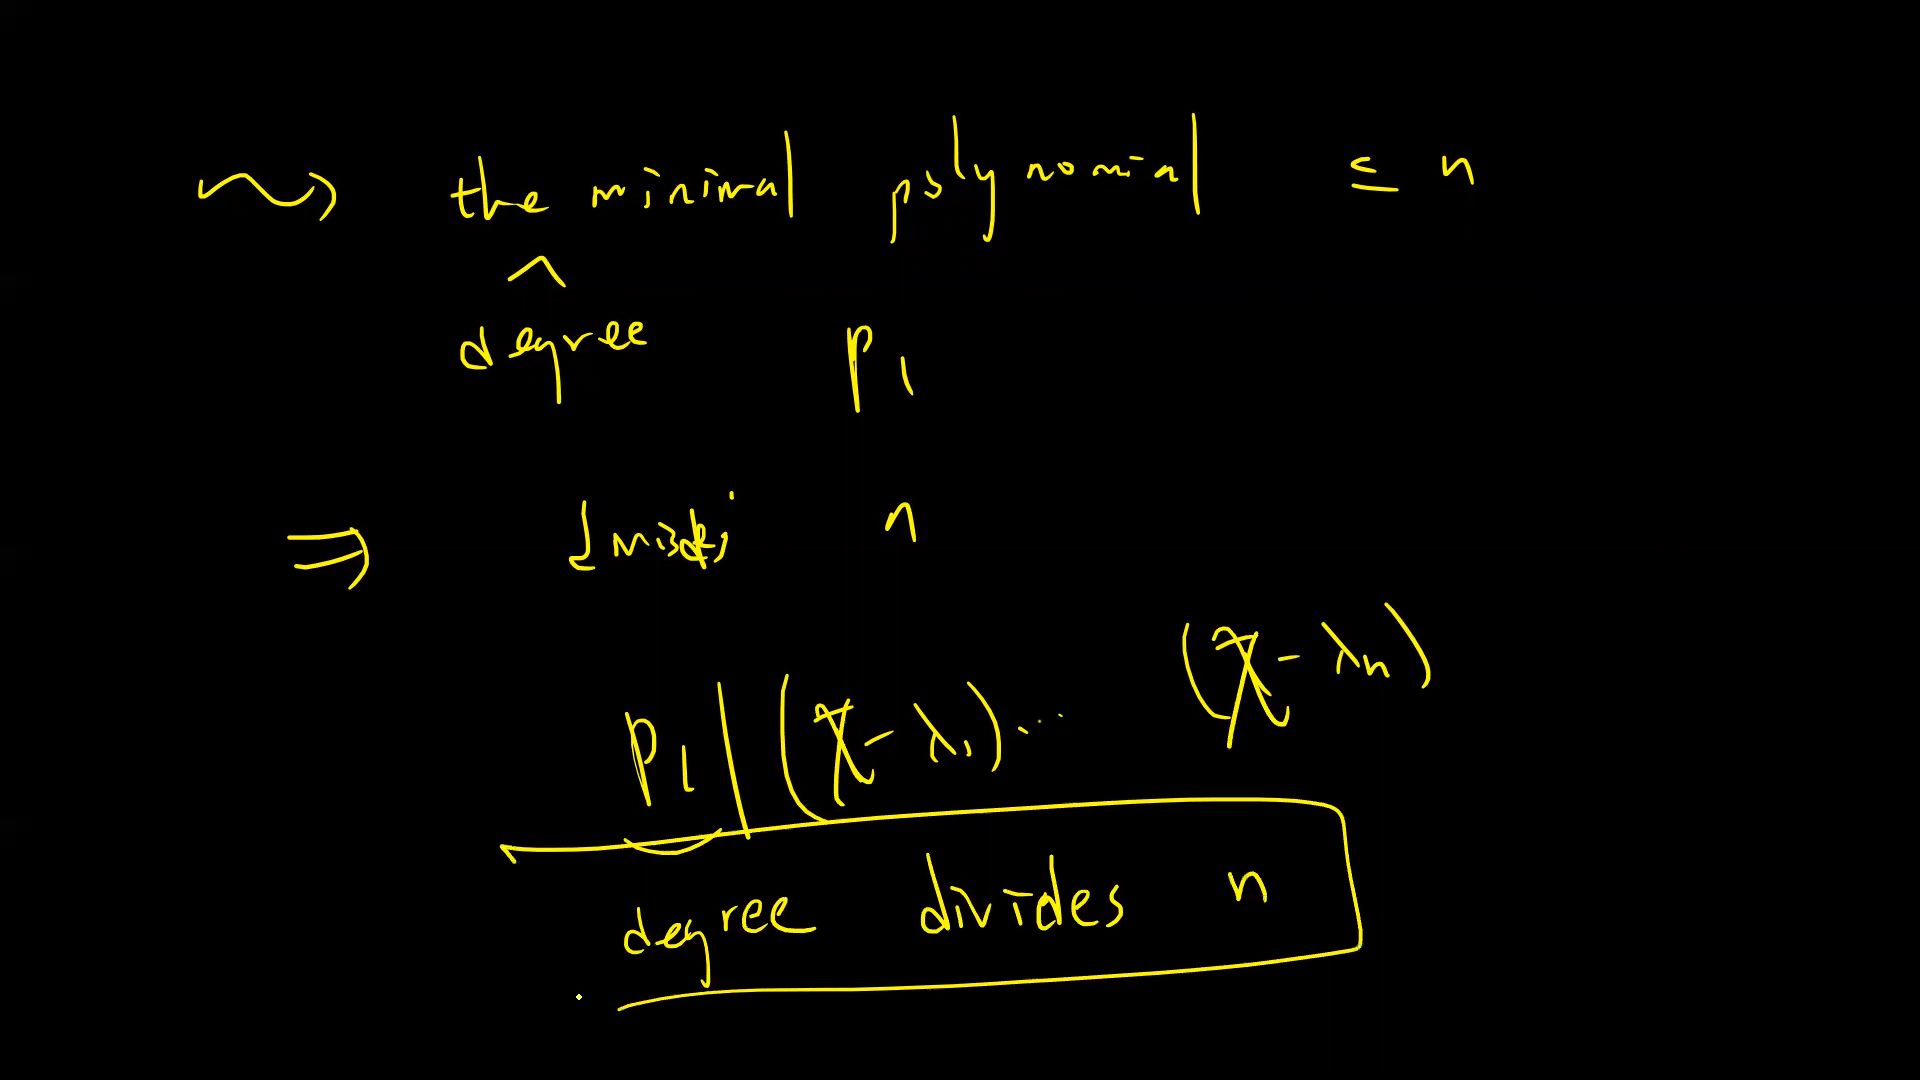 ⇝ the minimal polynomial ≤ n
^
degree p₁
⇒ n
p₁ | (χ - λ₁) ... (χ - λₙ)
degree divides n